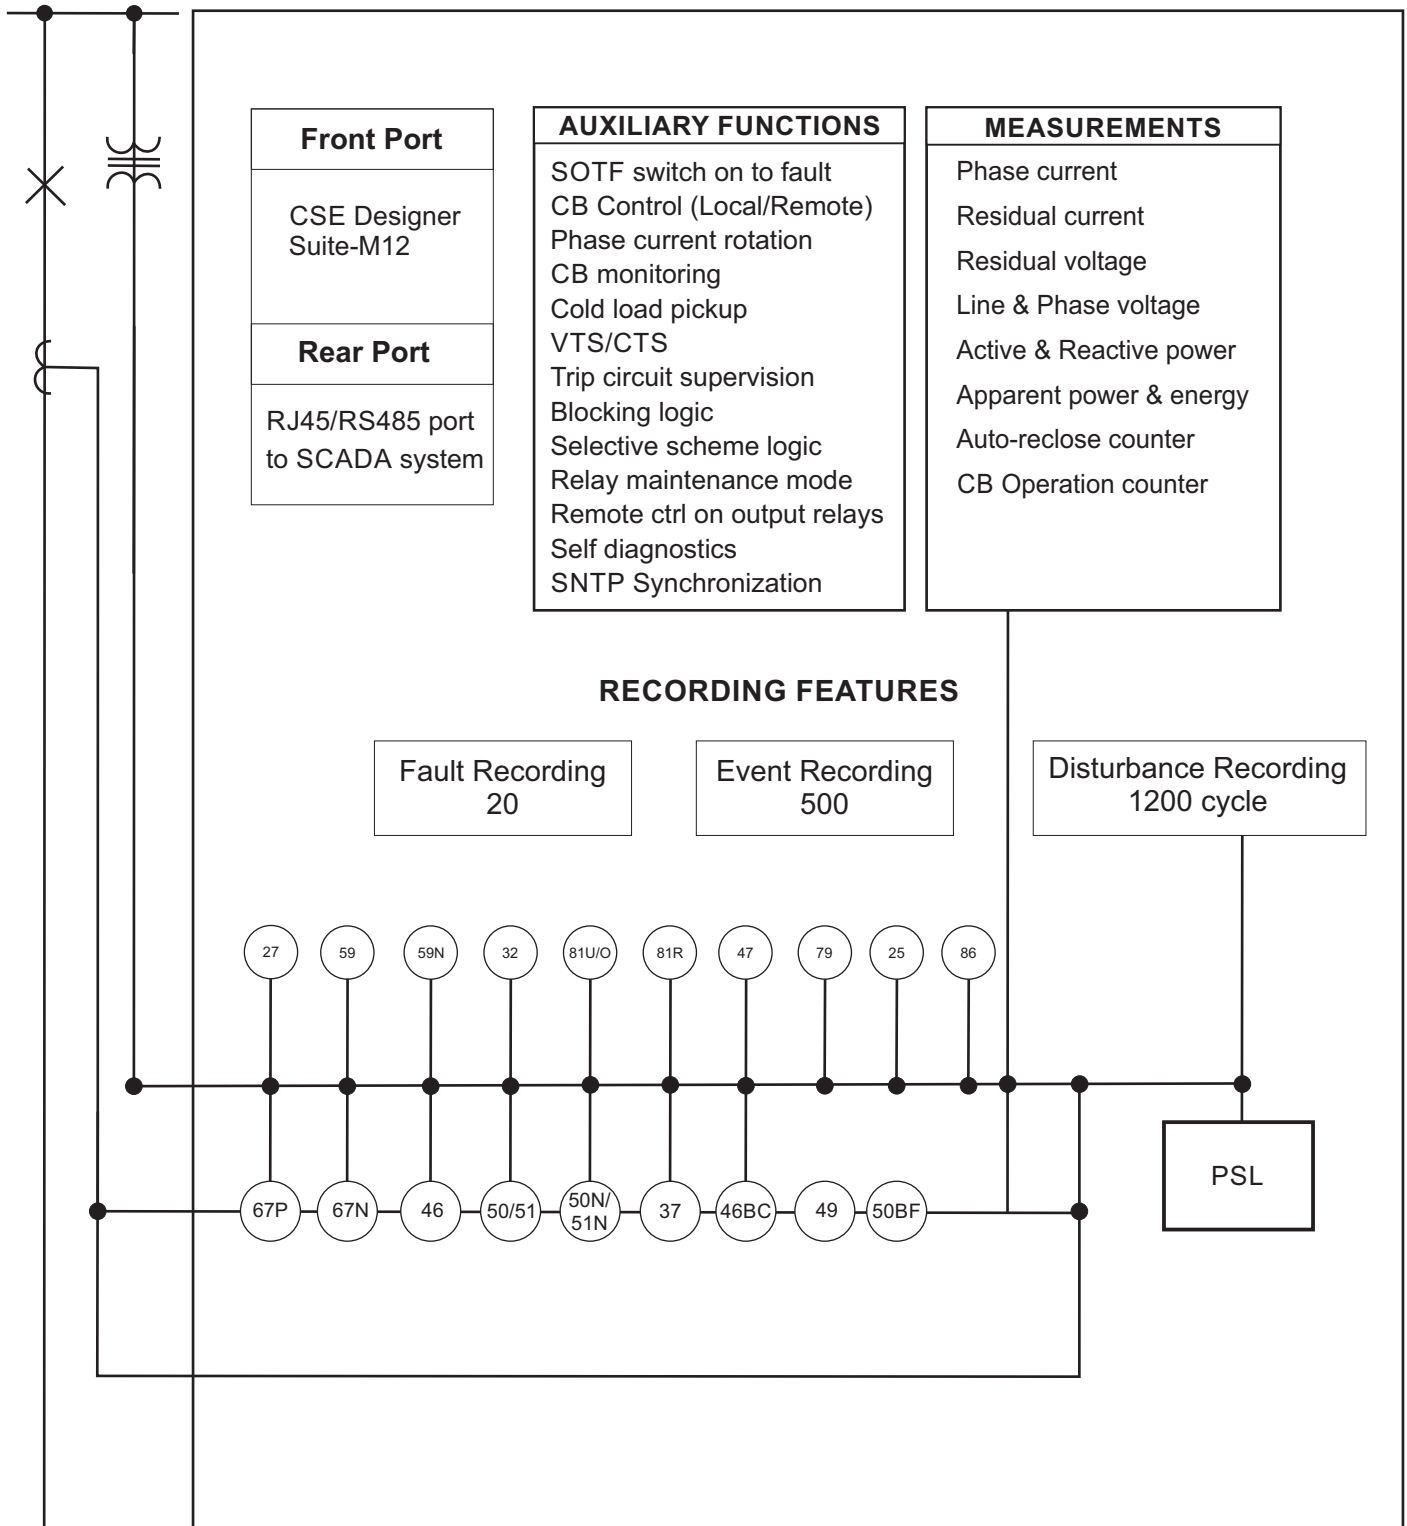 Front Port
CSE Designer
Suite-M12
Rear Port
RJ45/RS485 port
to SCADA system
AUXILIARY FUNCTIONS
SOTF switch on to fault
CB Control (Local/Remote)
Phase current rotation
CB monitoring
Cold load pickup
VTS/CTS
Trip circuit supervision
Blocking logic
Selective scheme logic
Relay maintenance mode
Remote ctrl on output relays
Self diagnostics
SNTP Synchronization
MEASUREMENTS
Phase current
Residual current
Residual voltage
Line & Phase voltage
Active & Reactive power
Apparent power & energy
Auto-reclose counter
CB Operation counter
RECORDING FEATURES
Fault Recording
20
Event Recording
500
Disturbance Recording
1200 cycle
27
59
59N
32
81U/O
81R
47
79
25
86
67P
67N
46
50/51
50N/
51N
37
46BC
49
50BF
PSL